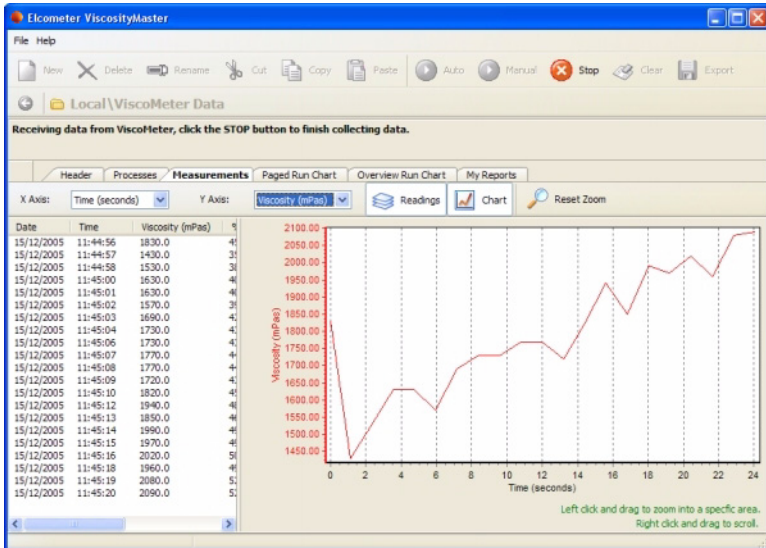 Elcometer ViscosityMaster
File Help
New Delete Rename Cut Copy Paste Auto Manual Stop Clear Export
Local\ViscoMeter Data
Receiving data from ViscoMeter, click the STOP button to finish collecting data.
Header Processes Measurements Paged Run Chart Overview Run Chart My Reports
X Axis: Time (seconds) Y Axis: Viscosity (mPas) Readings Chart Reset Zoom
Date Time Viscosity (mPas) %
15/12/2005 11:44:56 1830.0
15/12/2005 11:44:57 1430.0
15/12/2005 11:44:58 1530.0
15/12/2005 11:45:00 1630.0
15/12/2005 11:45:01 1630.0
15/12/2005 11:45:02 1570.0
15/12/2005 11:45:03 1690.0
15/12/2005 11:45:04 1730.0
15/12/2005 11:45:06 1730.0
15/12/2005 11:45:07 1770.0
15/12/2005 11:45:08 1770.0
15/12/2005 11:45:09 1720.0
15/12/2005 11:45:10 1820.0
15/12/2005 11:45:12 1940.0
15/12/2005 11:45:13 1850.0
15/12/2005 11:45:14 1990.0
15/12/2005 11:45:15 1970.0
15/12/2005 11:45:16 2020.0
15/12/2005 11:45:18 1960.0
15/12/2005 11:45:19 2080.0
15/12/2005 11:45:20 2090.0
Viscosity (mPas)
2100.00
2050.00
2000.00
1950.00
1900.00
1850.00
1800.00
1750.00
1700.00
1650.00
1600.00
1550.00
1500.00
1450.00
0 2 4 6 8 10 12 14 16 18 20 22 24
Time (seconds)
Left click and drag to zoom into a specfic area.
Right click and drag to scroll.